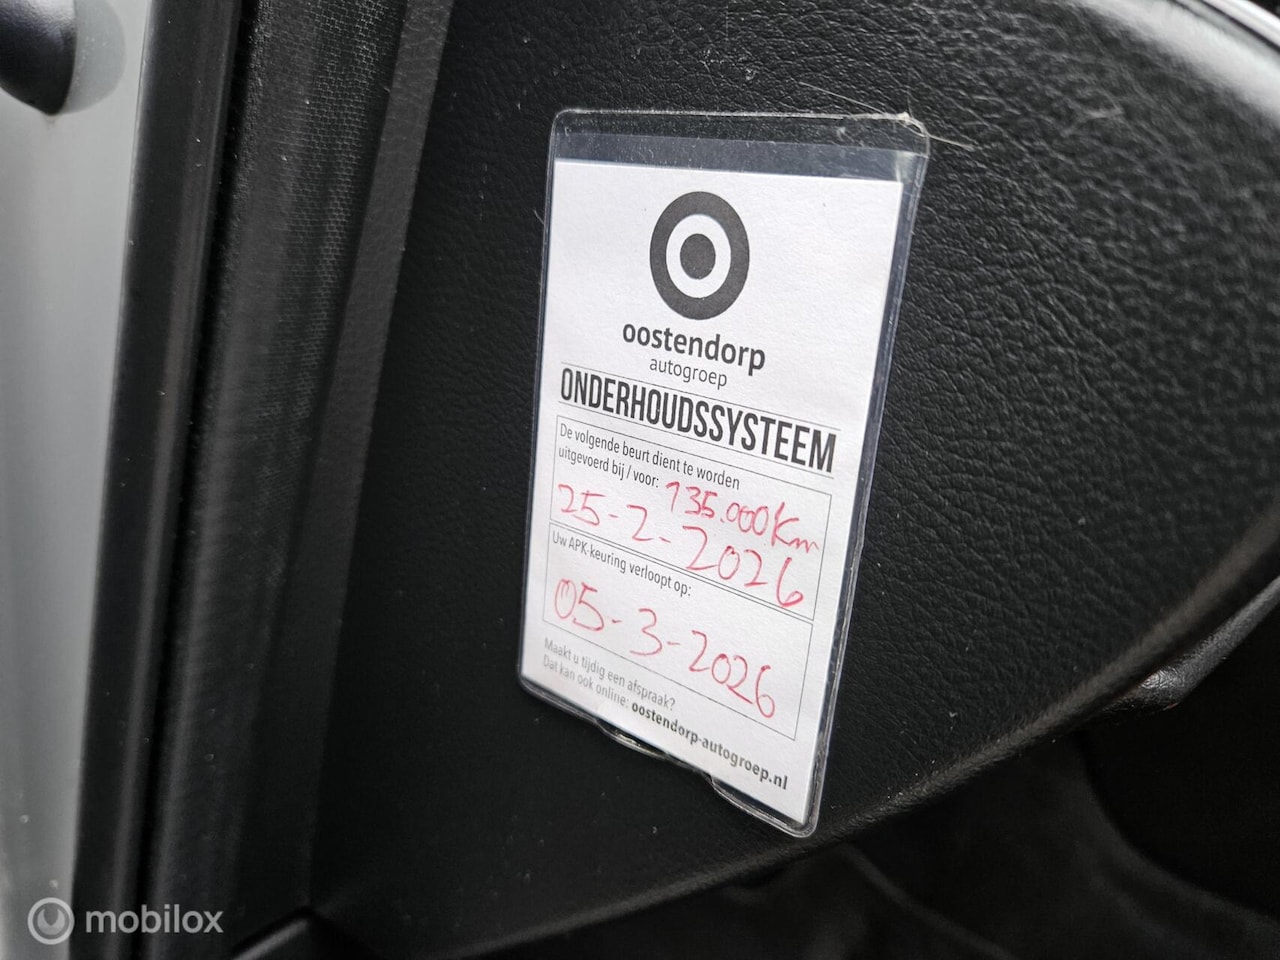 oostendorp
autogroep
ONDERHOUDSSYSTEEM
De volgende beurt dient te worden
uitgevoerd bij / voor: 135.000Km
25-2-2026
Uw APK-keuring verloopt op:
05-3-2026
Maakt u tijdig een afspraak?
Dat kan ook online: oostendorp-autogroep.nl
mobilox